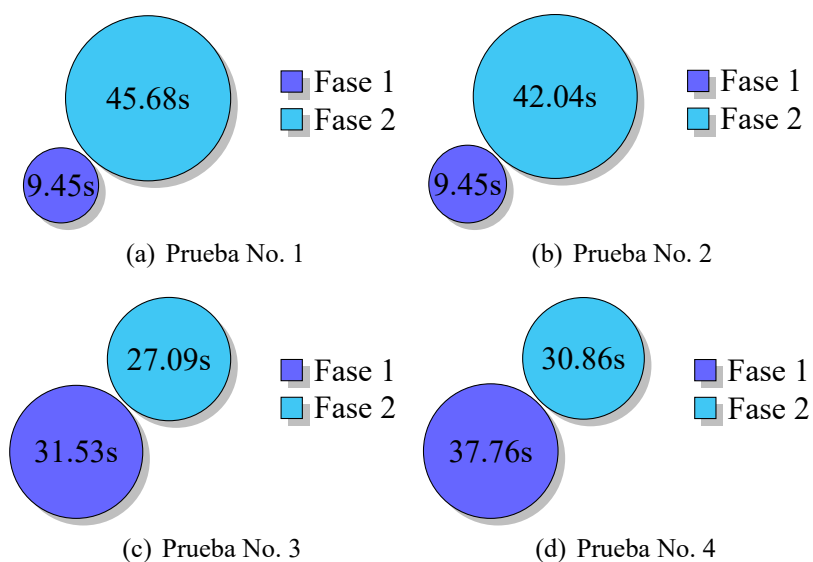 45.68s
9.45s
Fase 1
Fase 2
(a) Prueba No. 1
42.04s
9.45s
Fase 1
Fase 2
(b) Prueba No. 2
27.09s
31.53s
Fase 1
Fase 2
(c) Prueba No. 3
30.86s
37.76s
Fase 1
Fase 2
(d) Prueba No. 4